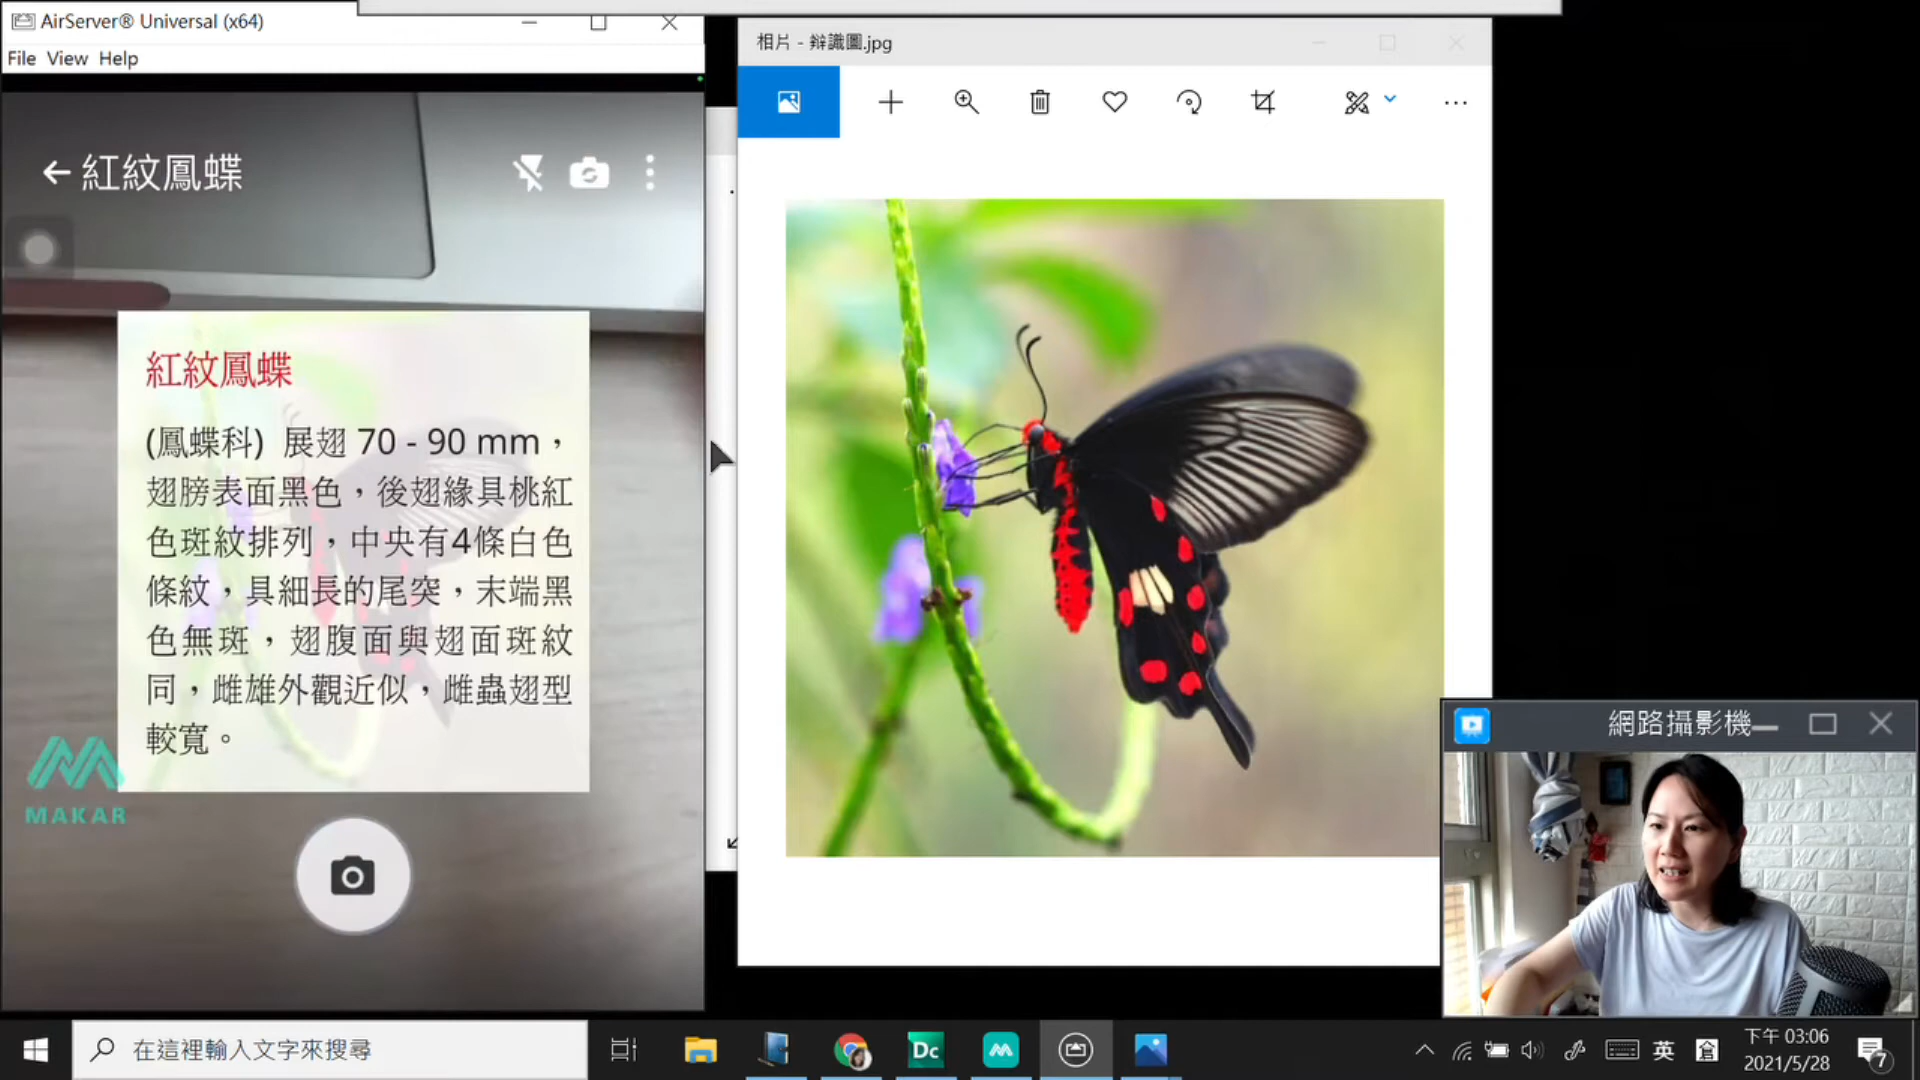 AirServer® Universal (x64)
File View Help
紅紋鳳蝶
紅紋鳳蝶
(鳳蝶科) 展翅 70 - 90 mm，
翅膀表面黑色，後翅緣具桃紅
色斑紋排列，中央有4條白色
條紋，具細長的尾突，末端黑
色無斑，翅腹面與翅面斑紋
同，雌雄外觀近似，雌蟲翅型
較寬。
MAKAR
相片 - 辯識圖.jpg
網路攝影機
在這裡輸入文字來搜尋
Dc
英
倉
下午 03:06
2021/5/28
7